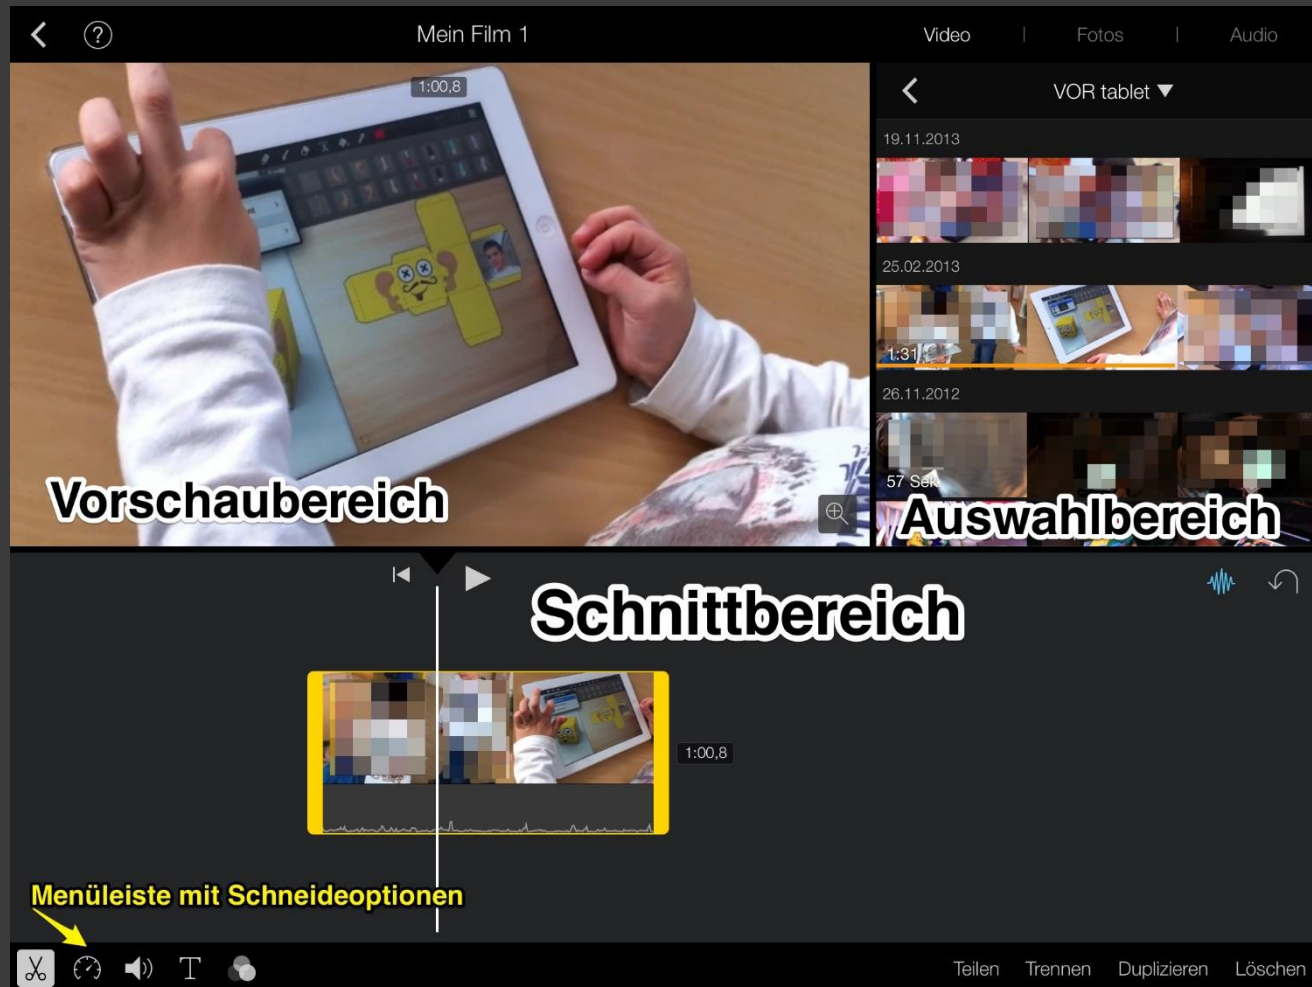 ?
Mein Film 1
Video | Fotos | Audio
1:00,8
VOR tablet ▼
19.11.2013
25.02.2013
1:31
26.11.2012
57 Sek.
Vorschaubereich
Auswahlbereich
Schnittbereich
1:00,8
Menüleiste mit Schneideoptionen
T
Teilen Trennen Duplizieren Löschen